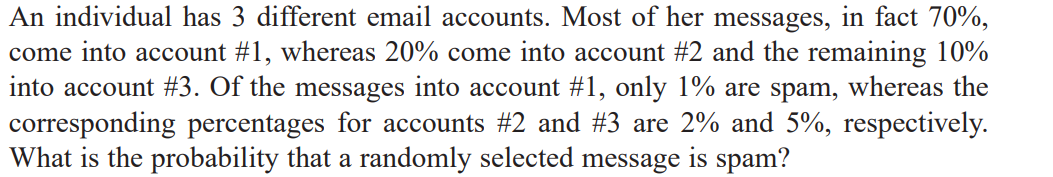 An individual has 3 different email accounts. Most of her messages, in fact 70%,
come into account #1, whereas 20% come into account #2 and the remaining 10%
into account #3. Of the messages into account #1, only 1% are spam, whereas the
corresponding percentages for accounts #2 and #3 are 2% and 5%, respectively.
What is the probability that a randomly selected message is spam?